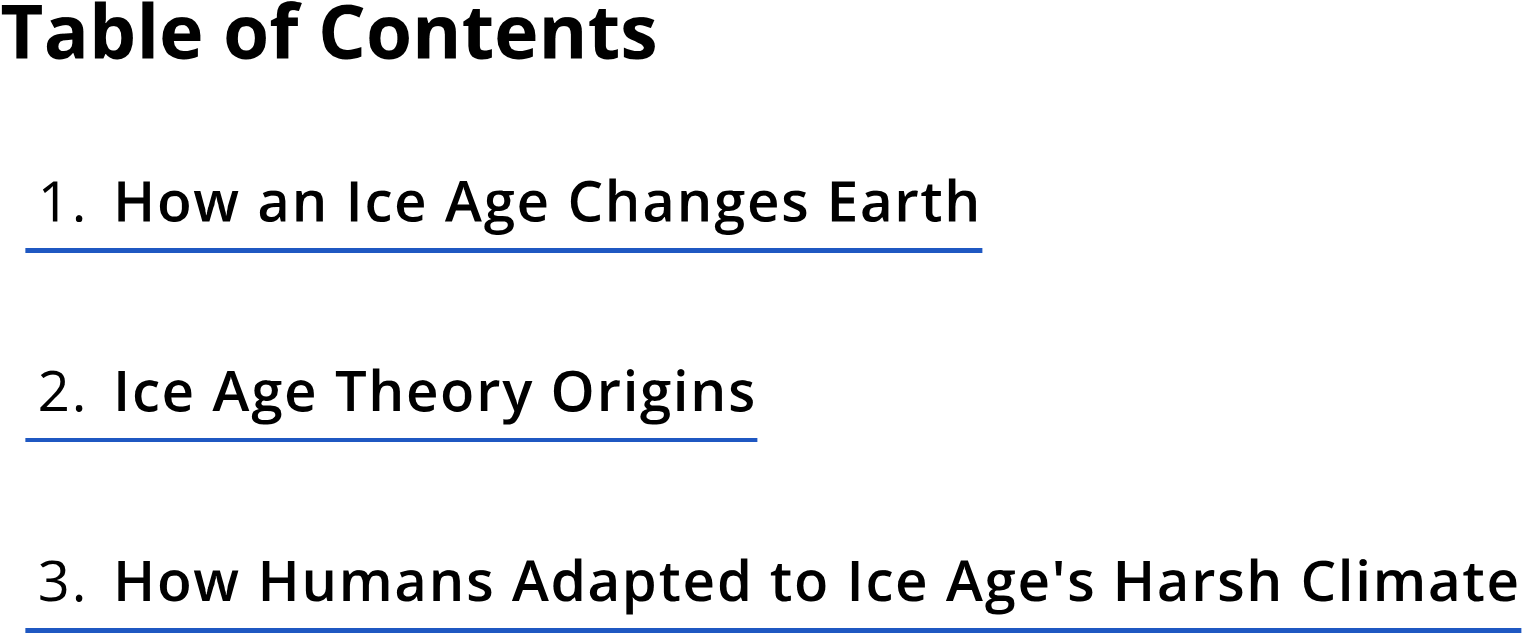 Table of Contents
1. How an Ice Age Changes Earth
2. Ice Age Theory Origins
3. How Humans Adapted to Ice Age's Harsh Climate